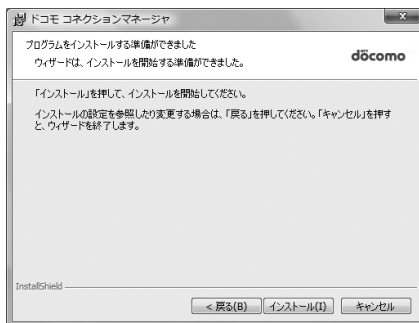 ドコモ コネクションマネージャ
プログラムをインストールする準備ができました
ウィザードは、インストールを開始する準備ができました。
döcomo
「インストール」を押して、インストールを開始してください。
インストールの設定を参照したり変更する場合は、「戻る」を押してください。「キャンセル」を押す
と、ウィザードを終了します。
InstallShield
< 戻る(B)
インストール(I)
キャンセル